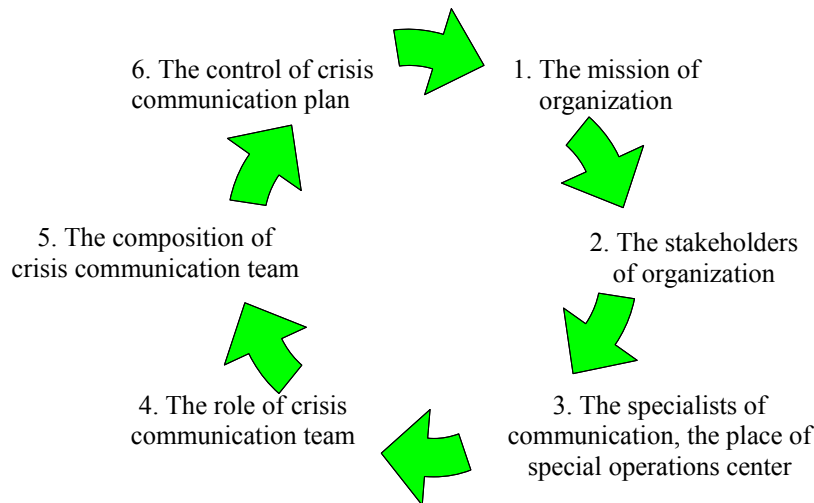 1. The mission of
organization
2. The stakeholders
of organization
3. The specialists of
communication, the place of
special operations center
4. The role of crisis
communication team
5. The composition of
crisis communication team
6. The control of crisis
communication plan